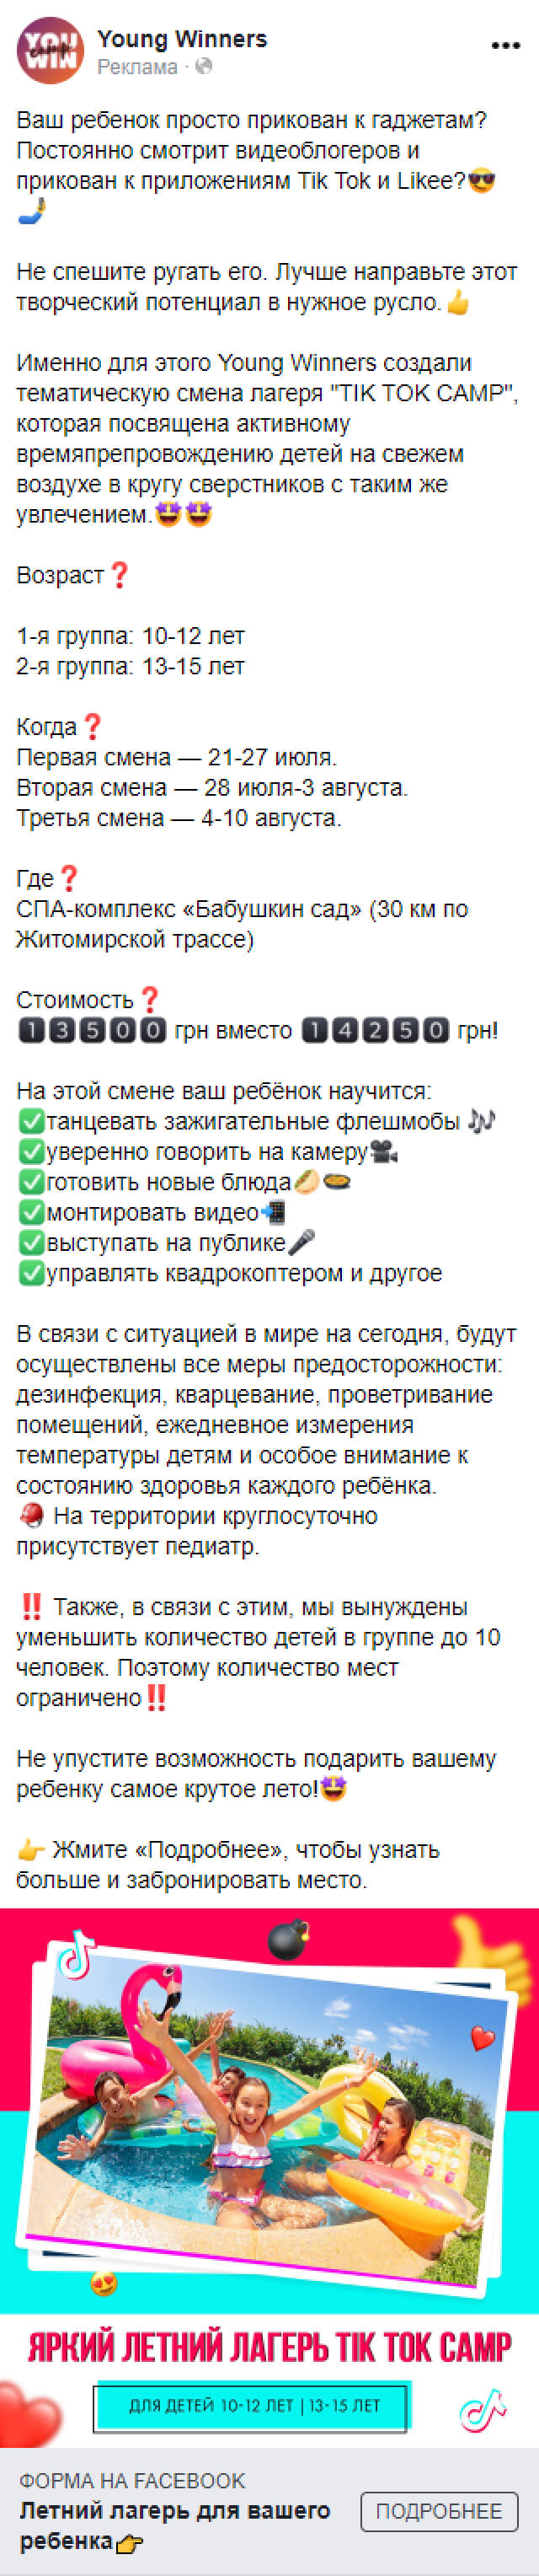 YOU
camp
WIN
Young Winners
Реклама ·
Ваш ребенок просто прикован к гаджетам?
Постоянно смотрит видеоблогеров и
прикован к приложениям Tik Tok и Likee?😎
🤳
Не спешите ругать его. Лучше направьте этот
творческий потенциал в нужное русло.👍
Именно для этого Young Winners создали
тематическую смена лагеря "TIK TOK CAMP",
которая посвящена активному
времяпрепровождению детей на свежем
воздухе в кругу сверстников с таким же
увлечением.🤩🤩
Возраст❓
1-я группа: 10-12 лет
2-я группа: 13-15 лет
Когда❓
Первая смена — 21-27 июля.
Вторая смена — 28 июля-3 августа.
Третья смена — 4-10 августа.
Где❓
СПА-комплекс «Бабушкин сад» (30 км по
Житомирской трассе)
Стоимость❓
13500 грн вместо 14250 грн!
На этой смене ваш ребёнок научится:
✅танцевать зажигательные флешмобы 🎶
✅уверенно говорить на камеру🎥
✅готовить новые блюда🥙🥘
✅монтировать видео📲
✅выступать на публике🎤
✅управлять квадрокоптером и другое
В связи с ситуацией в мире на сегодня, будут
осуществлены все меры предосторожности:
дезинфекция, кварцевание, проветривание
помещений, ежедневное измерения
температуры детям и особое внимание к
состоянию здоровья каждого ребёнка.
⛑ На территории круглосуточно
присутствует педиатр.
‼ Также, в связи с этим, мы вынуждены
уменьшить количество детей в группе до 10
человек. Поэтому количество мест
ограничено‼
Не упустите возможность подарить вашему
ребенку самое крутое лето!🤩
👉 Жмите «Подробнее», чтобы узнать
больше и забронировать место.
ЯРКИЙ ЛЕТНИЙ ЛАГЕРЬ TIK TOK CAMP
ДЛЯ ДЕТЕЙ 10-12 ЛЕТ | 13-15 ЛЕТ
ФОРМА НА FACEBOOK
Летний лагерь для вашего
ребенка👉
ПОДРОБНЕЕ